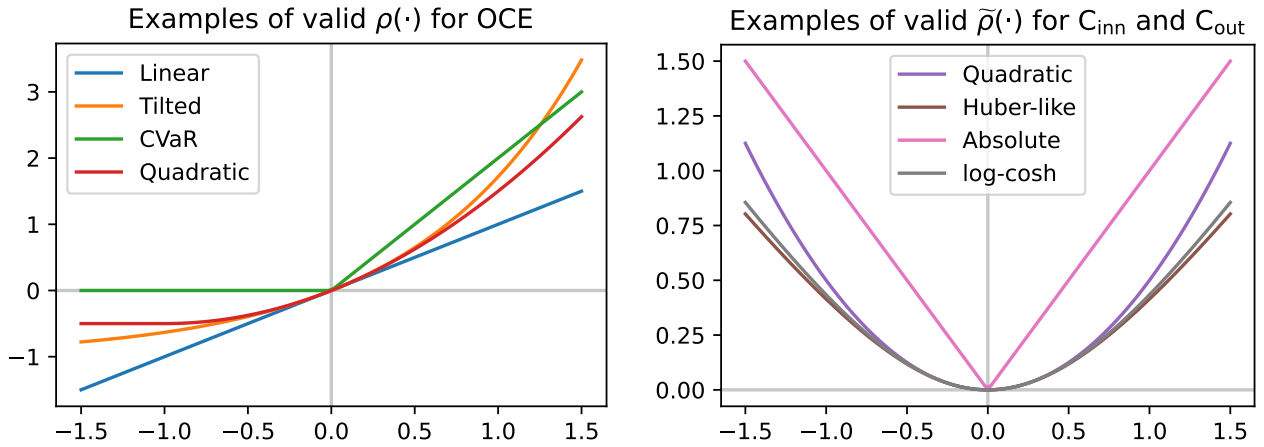 Examples of valid ρ(·) for OCE
Linear
Tilted
CVaR
Quadratic
3
2
1
0
−1
−1.5 −1.0 −0.5 0.0 0.5 1.0 1.5
Examples of valid ρ̃(·) for C_inn and C_out
Quadratic
Huber-like
Absolute
log-cosh
1.50
1.25
1.00
0.75
0.50
0.25
0.00
−1.5 −1.0 −0.5 0.0 0.5 1.0 1.5